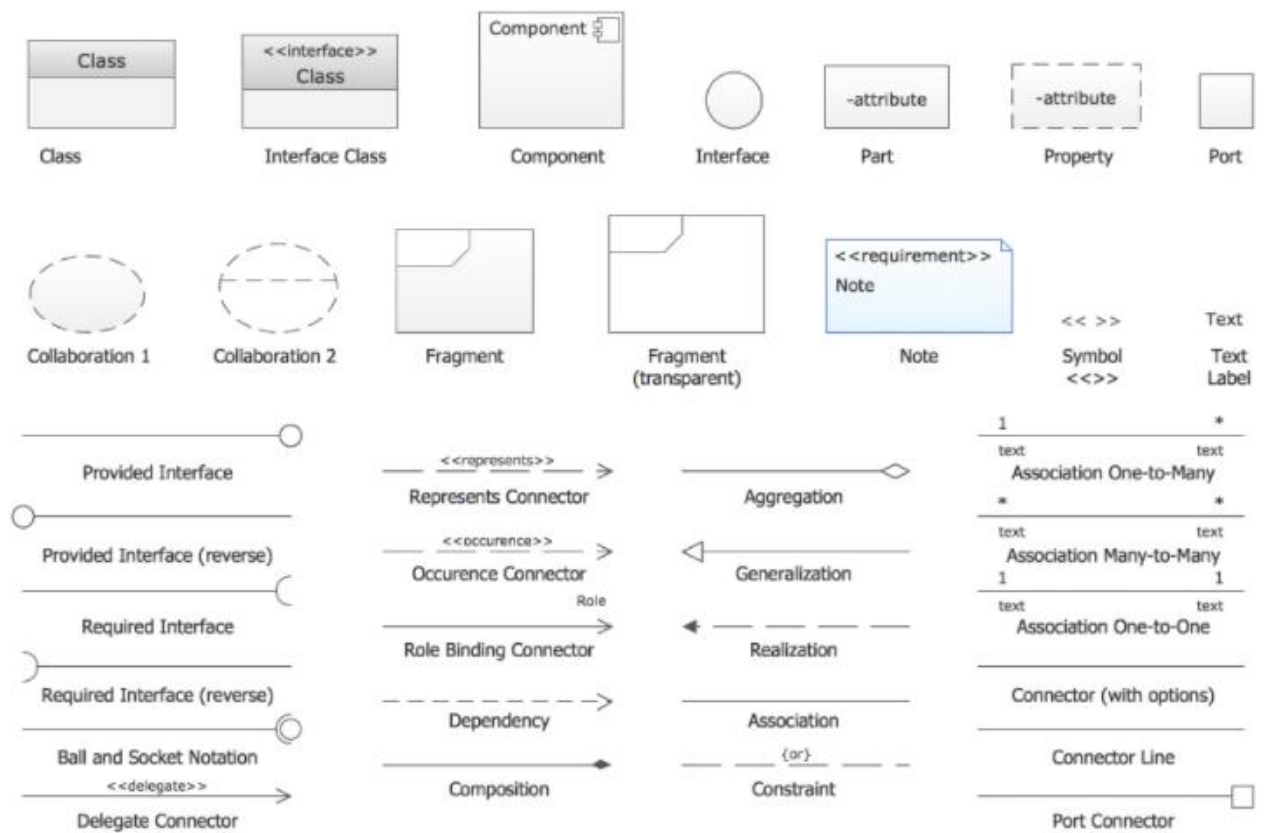 Class
<<interface>>
Class
Component
-attribute
-attribute
Class
Interface Class
Component
Interface
Part
Property
Port
<<requirement>>
Note
<< >>
Text
Collaboration 1
Collaboration 2
Fragment
Fragment
(transparent)
Note
Symbol
<<>>
Text
Label
Provided Interface
Provided Interface (reverse)
Required Interface
Required Interface (reverse)
Ball and Socket Notation
<<delegate>>
Delegate Connector
<<represents>>
Represents Connector
<<occurence>>
Occurence Connector
Role
Role Binding Connector
Dependency
Composition
Aggregation
Generalization
Realization
Association
{or}
Constraint
1 *
text text
Association One-to-Many
* *
text text
Association Many-to-Many
1 1
text text
Association One-to-One
Connector (with options)
Connector Line
Port Connector